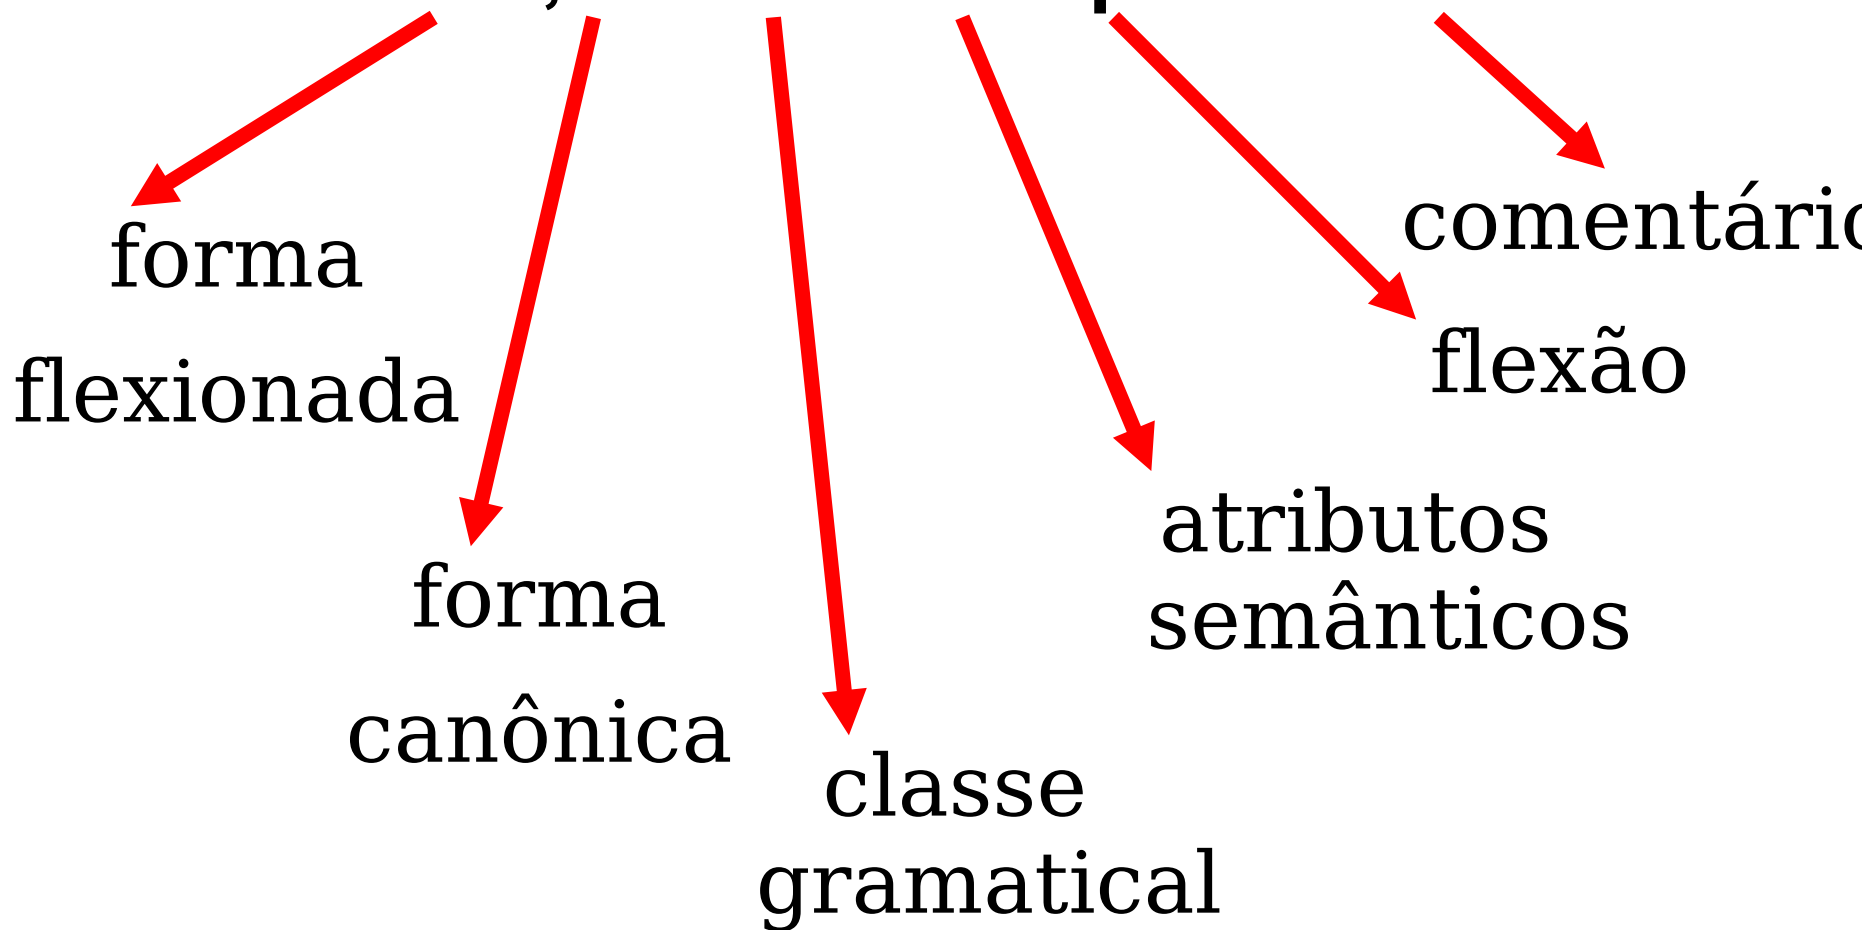 comentário
forma
flexionada
flexão
atributos
semânticos
forma
canônica
classe
gramatical